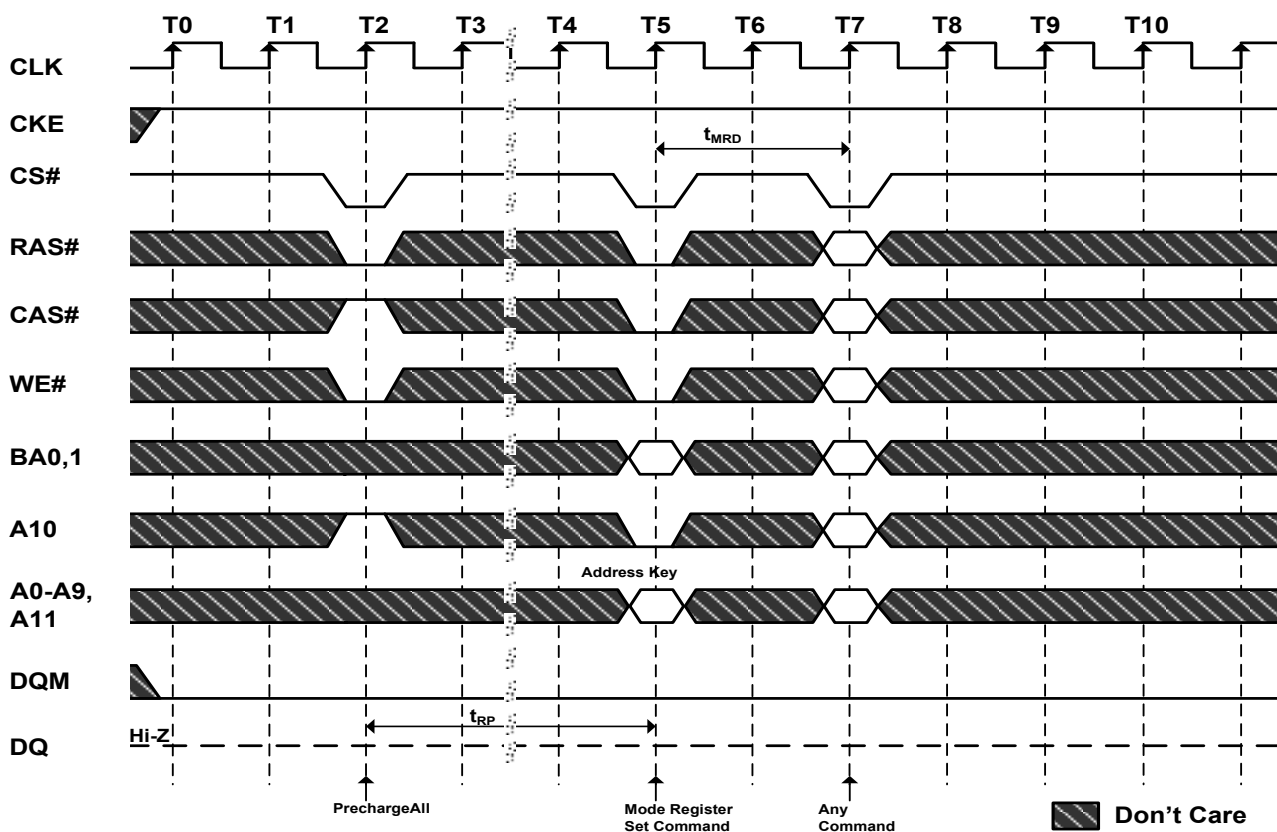 T0 T1 T2 T3 T4 T5 T6 T7 T8 T9 T10
CLK
CKE
tMRD
CS#
RAS#
CAS#
WE#
BA0,1
A10
Address Key
A0-A9,
A11
DQM
tRP
Hi-Z
DQ
PrechargeAll
Mode Register
Set Command
Any
Command
Don't Care